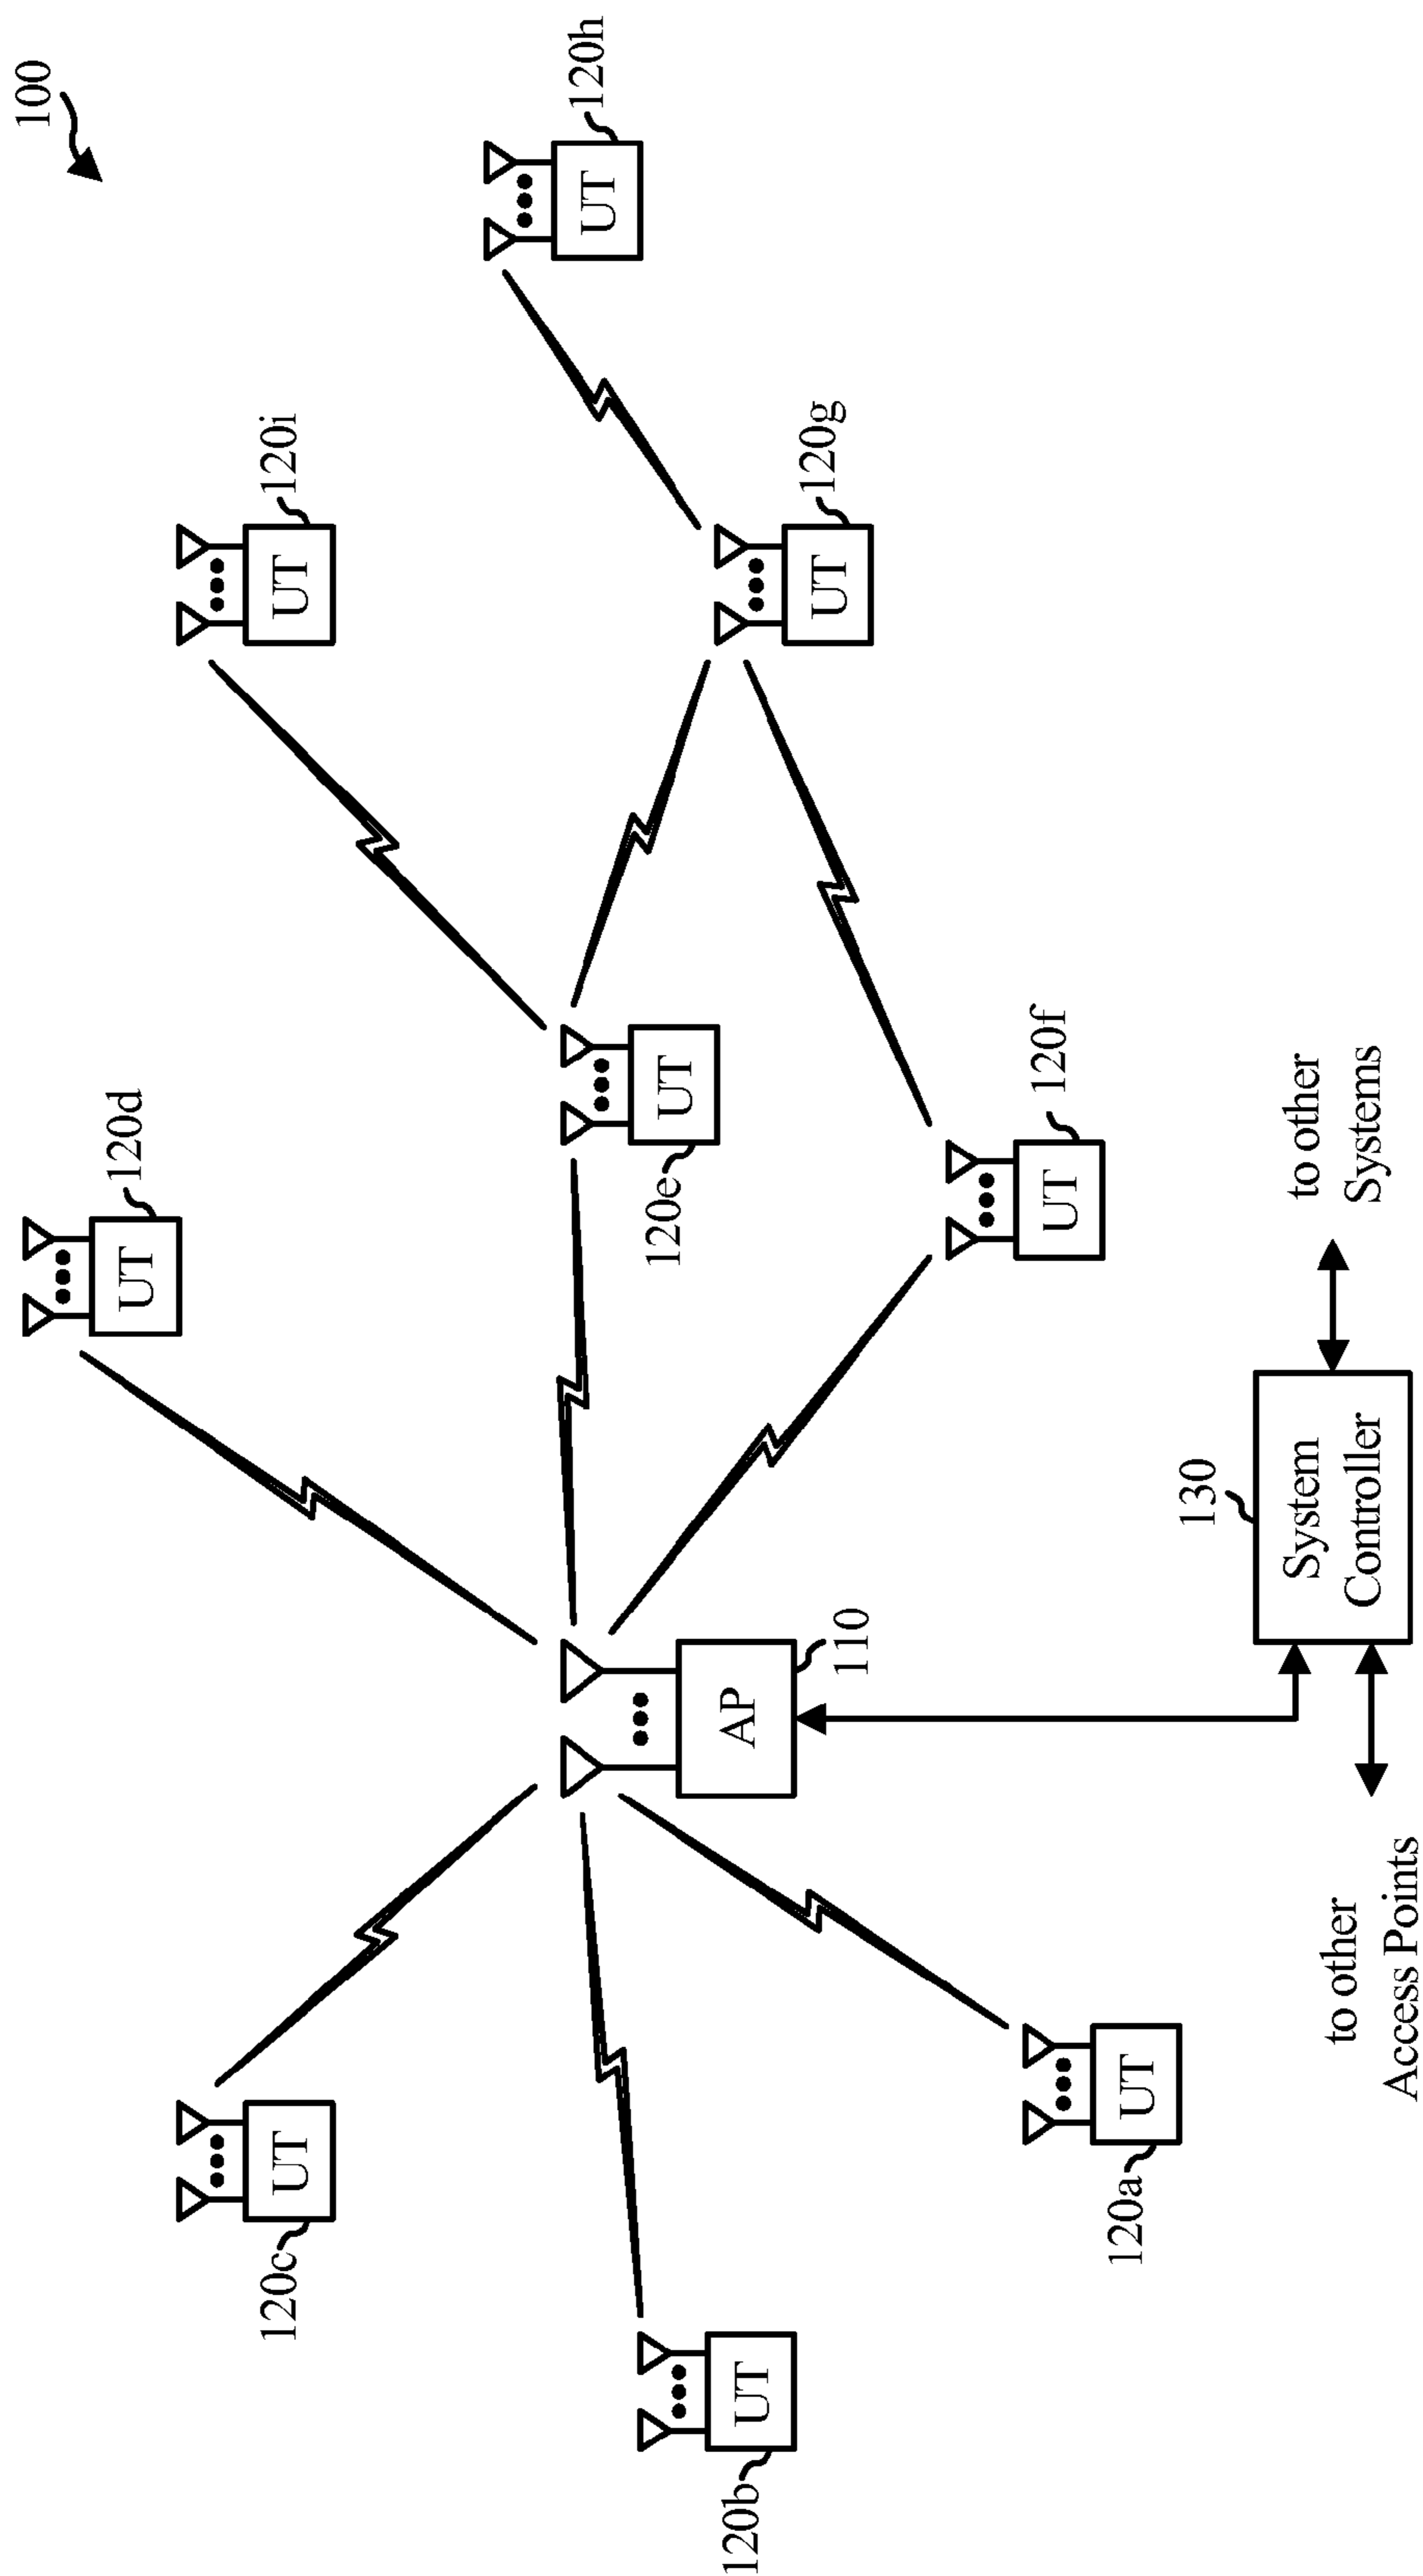 100
120d
UT
120i
UT
120c
UT
120h
UT
120e
UT
120b
UT
AP
110
120g
UT
120f
UT
120a
UT
130
System
Controller
to other
Systems
to other
Access Points